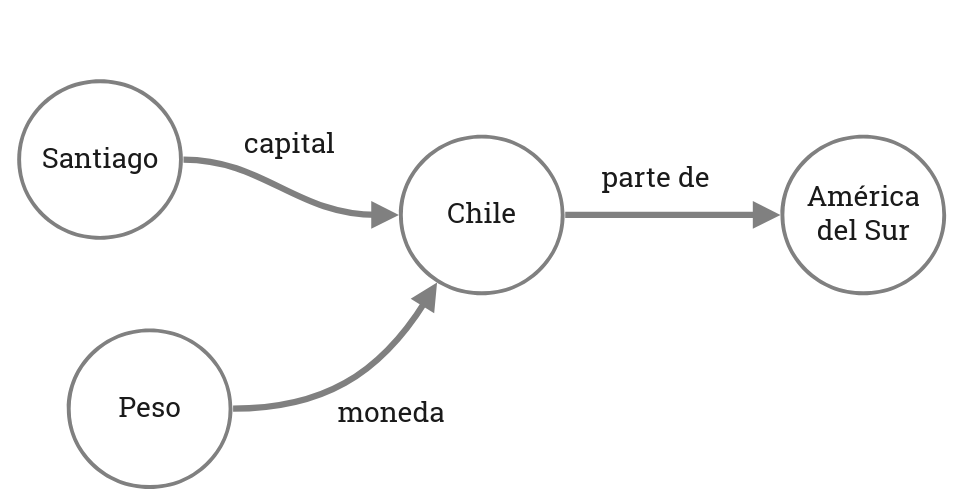 Santiago
capital
Chile
parte de
América
del Sur
Peso
moneda